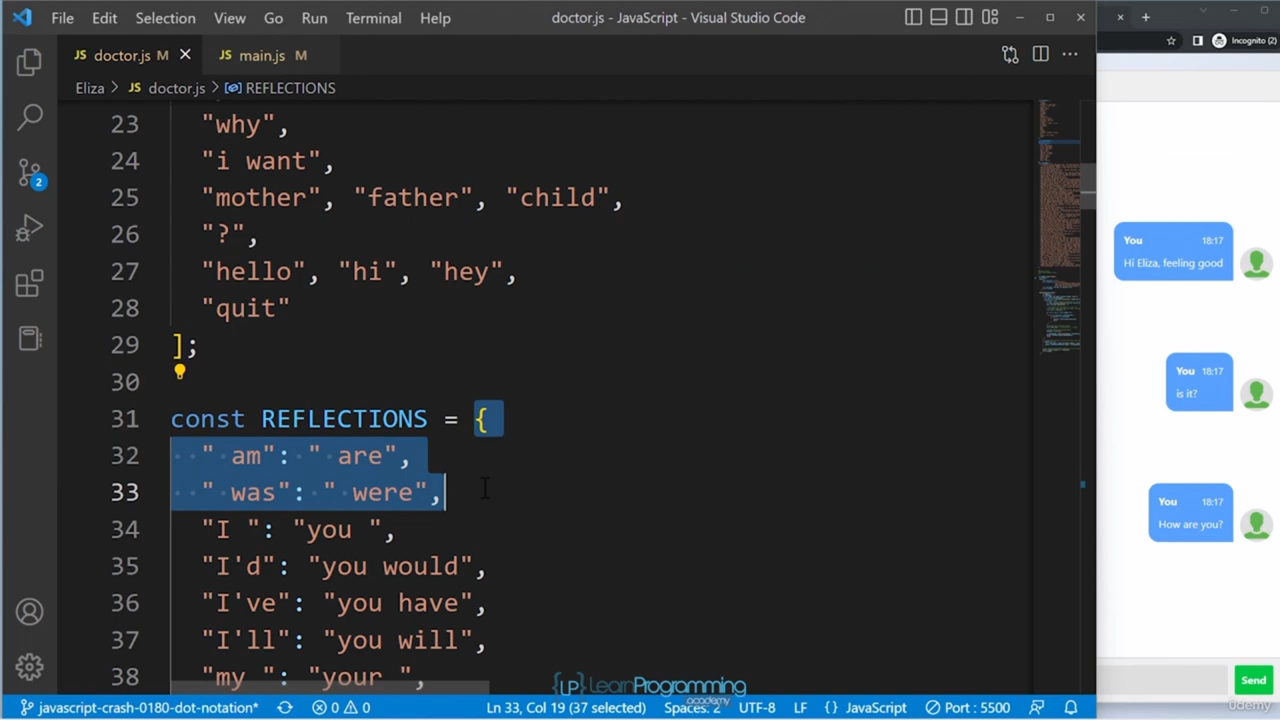 File Edit Selection View Go Run Terminal Help doctor.js - JavaScript - Visual Studio Code
JS doctor.js M JS main.js M
Incognito (2)
Eliza > JS doctor.js > REFLECTIONS
23 "why",
24 "i want",
25 "mother", "father", "child",
26 "?",
27 "hello", "hi", "hey",
28 "quit"
29 ];
30
31 const REFLECTIONS = {
32 " am": " are",
33 " was": " were",
34 "I ": "you ",
35 "I'd": "you would",
36 "I've": "you have",
37 "I'll": "you will",
38 "my ": "your ",
2
You 18:17
Hi Eliza, feeling good
You 18:17
is it?
You 18:17
How are you?
Send
{LP} LearnProgramming
academy
javascript-crash-0180-dot-notation* 0 0 Ln 33, Col 19 (37 selected) Spaces: 2 UTF-8 LF {} JavaScript Port : 5500
ûdemy